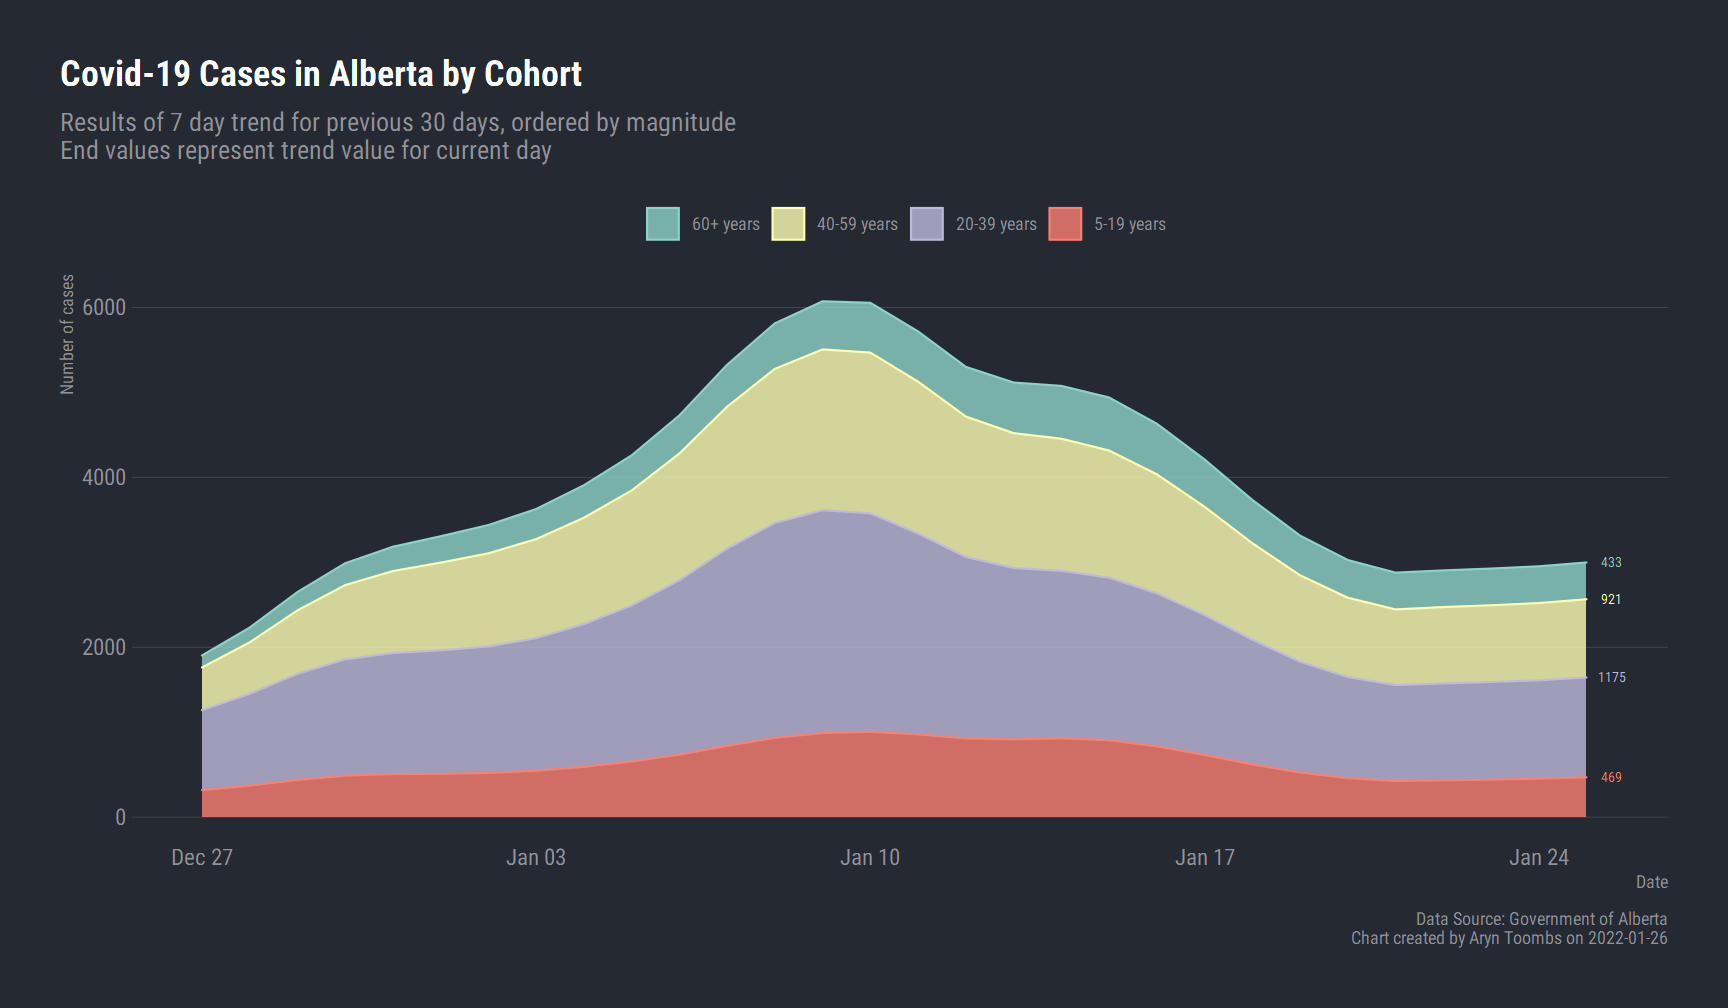 Covid-19 Cases in Alberta by Cohort
Results of 7 day trend for previous 30 days, ordered by magnitude
End values represent trend value for current day
60+ years 40-59 years 20-39 years 5-19 years
Number of cases
6000
4000
2000
0
433
921
1175
469
Dec 27 Jan 03 Jan 10 Jan 17 Jan 24
Date
Data Source: Government of Alberta
Chart created by Aryn Toombs on 2022-01-26